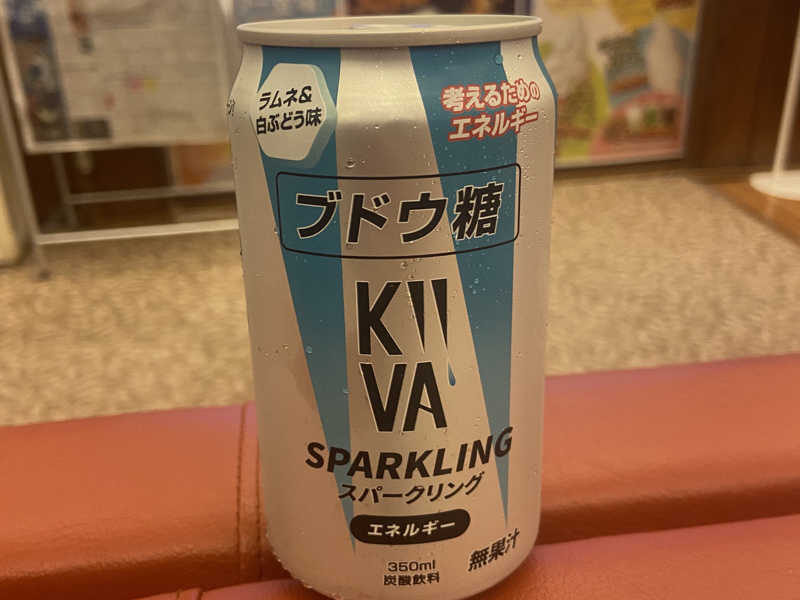 ラムネ&
白ぶどう味
考えるための
エネルギー
ブドウ糖
KII
VA
SPARKLING
スパークリング
エネルギー
350ml
炭酸飲料
無果汁